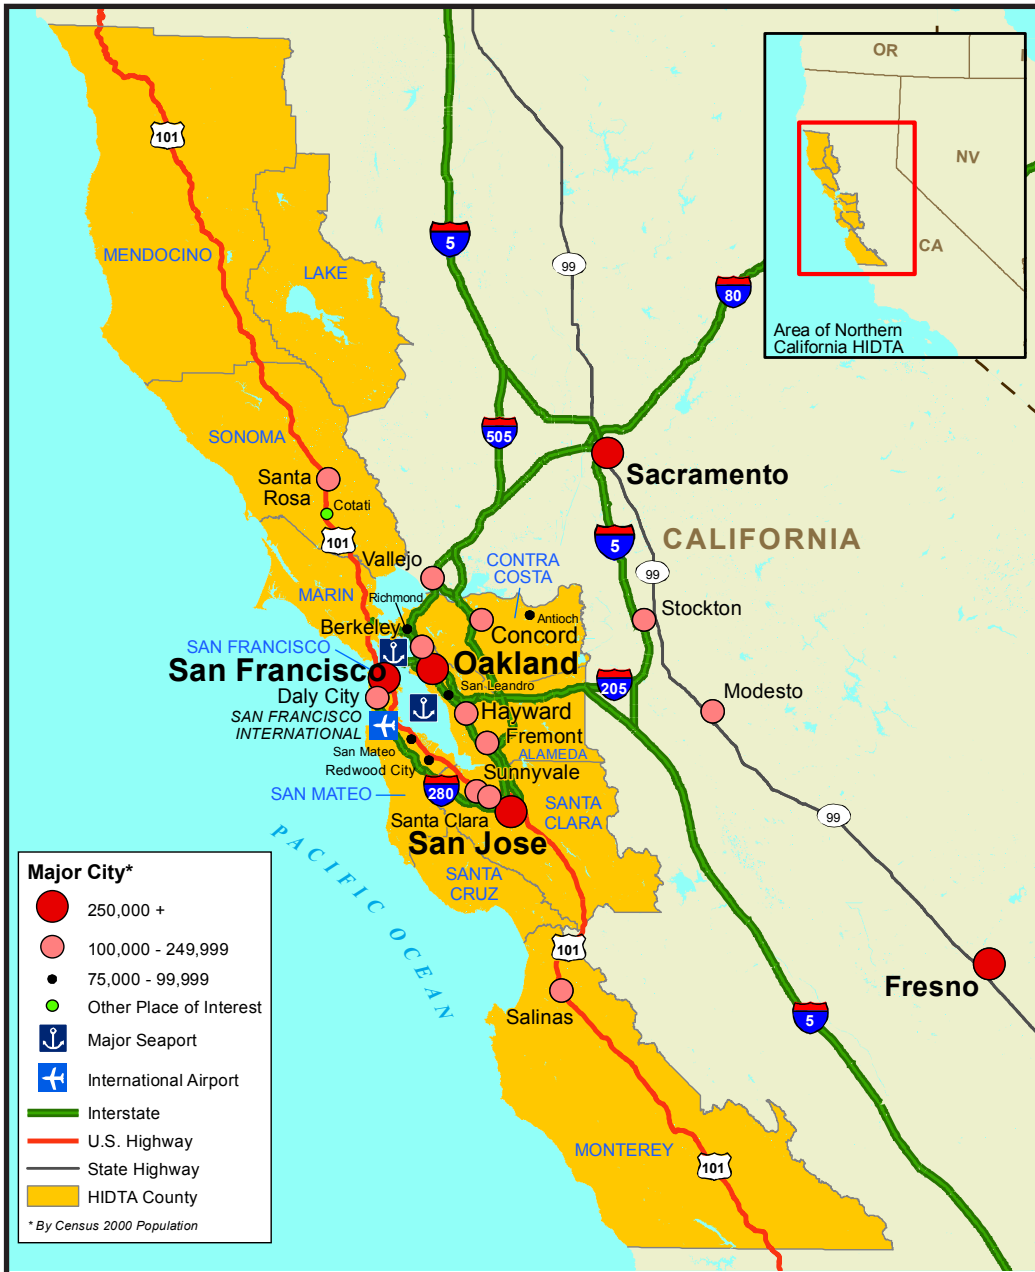 OR
NV
CA
Area of Northern
California HIDTA
101
5
99
80
MENDOCINO
LAKE
505
SONOMA
Santa
Rosa
Cotati
Sacramento
101
5
CALIFORNIA
99
Vallejo
CONTRA
COSTA
MARIN
Richmond
Antioch
Stockton
Berkeley
Concord
SAN FRANCISCO
San Francisco
Oakland
San Leandro
205
Daly City
Modesto
SAN FRANCISCO
INTERNATIONAL
Hayward
Fremont
San Mateo
ALAMEDA
Redwood City
Sunnyvale
SAN MATEO
280
SANTA
CLARA
Santa Clara
San Jose
99
SANTA
CRUZ
PACIFIC OCEAN
101
Fresno
Salinas
5
MONTEREY
101
Major City*
250,000 +
100,000 - 249,999
75,000 - 99,999
Other Place of Interest
Major Seaport
International Airport
Interstate
U.S. Highway
State Highway
HIDTA County
* By Census 2000 Population